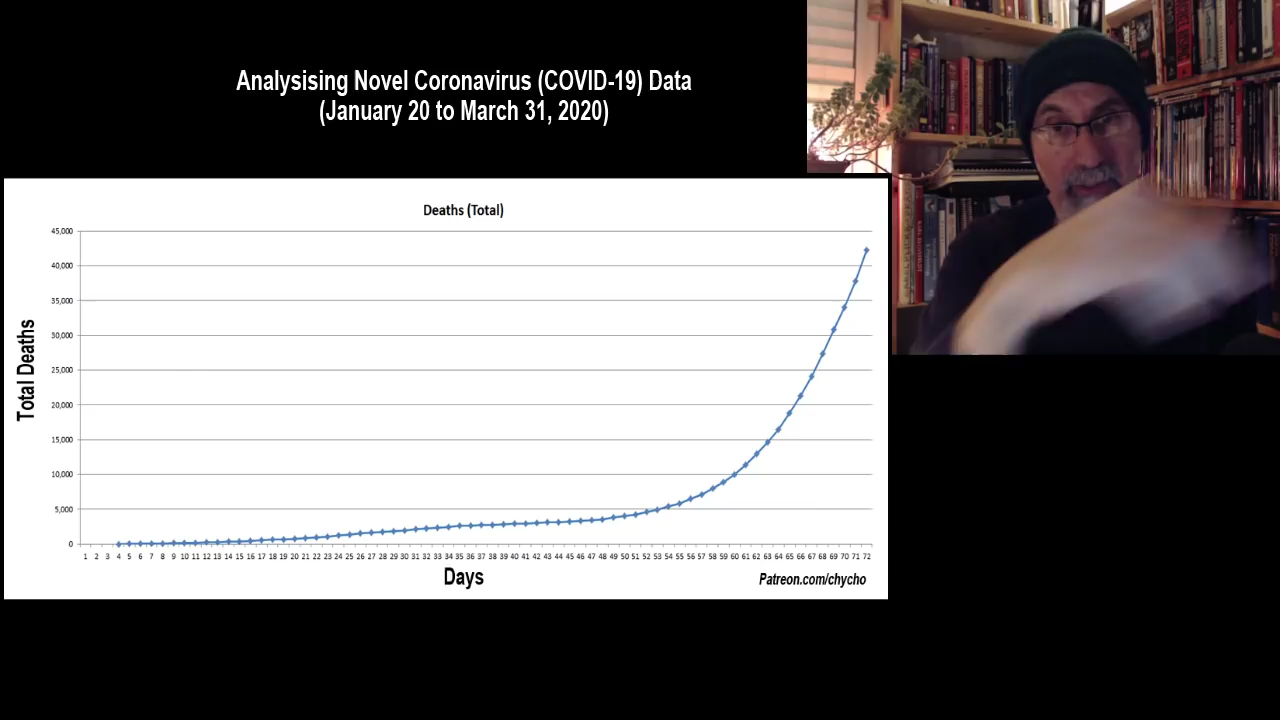 Analysising Novel Coronavirus (COVID-19) Data
(January 20 to March 31, 2020)
Deaths (Total)
45,000
40,000
35,000
30,000
25,000
20,000
15,000
10,000
5,000
0
Total Deaths
1 2 3 4 5 6 7 8 9 10 11 12 13 14 15 16 17 18 19 20 21 22 23 24 25 26 27 28 29 30 31 32 33 34 35 36 37 38 39 40 41 42 43 44 45 46 47 48 49 50 51 52 53 54 55 56 57 58 59 60 61 62 63 64 65 66 67 68 69 70 71 72
Days
Patreon.com/chycho